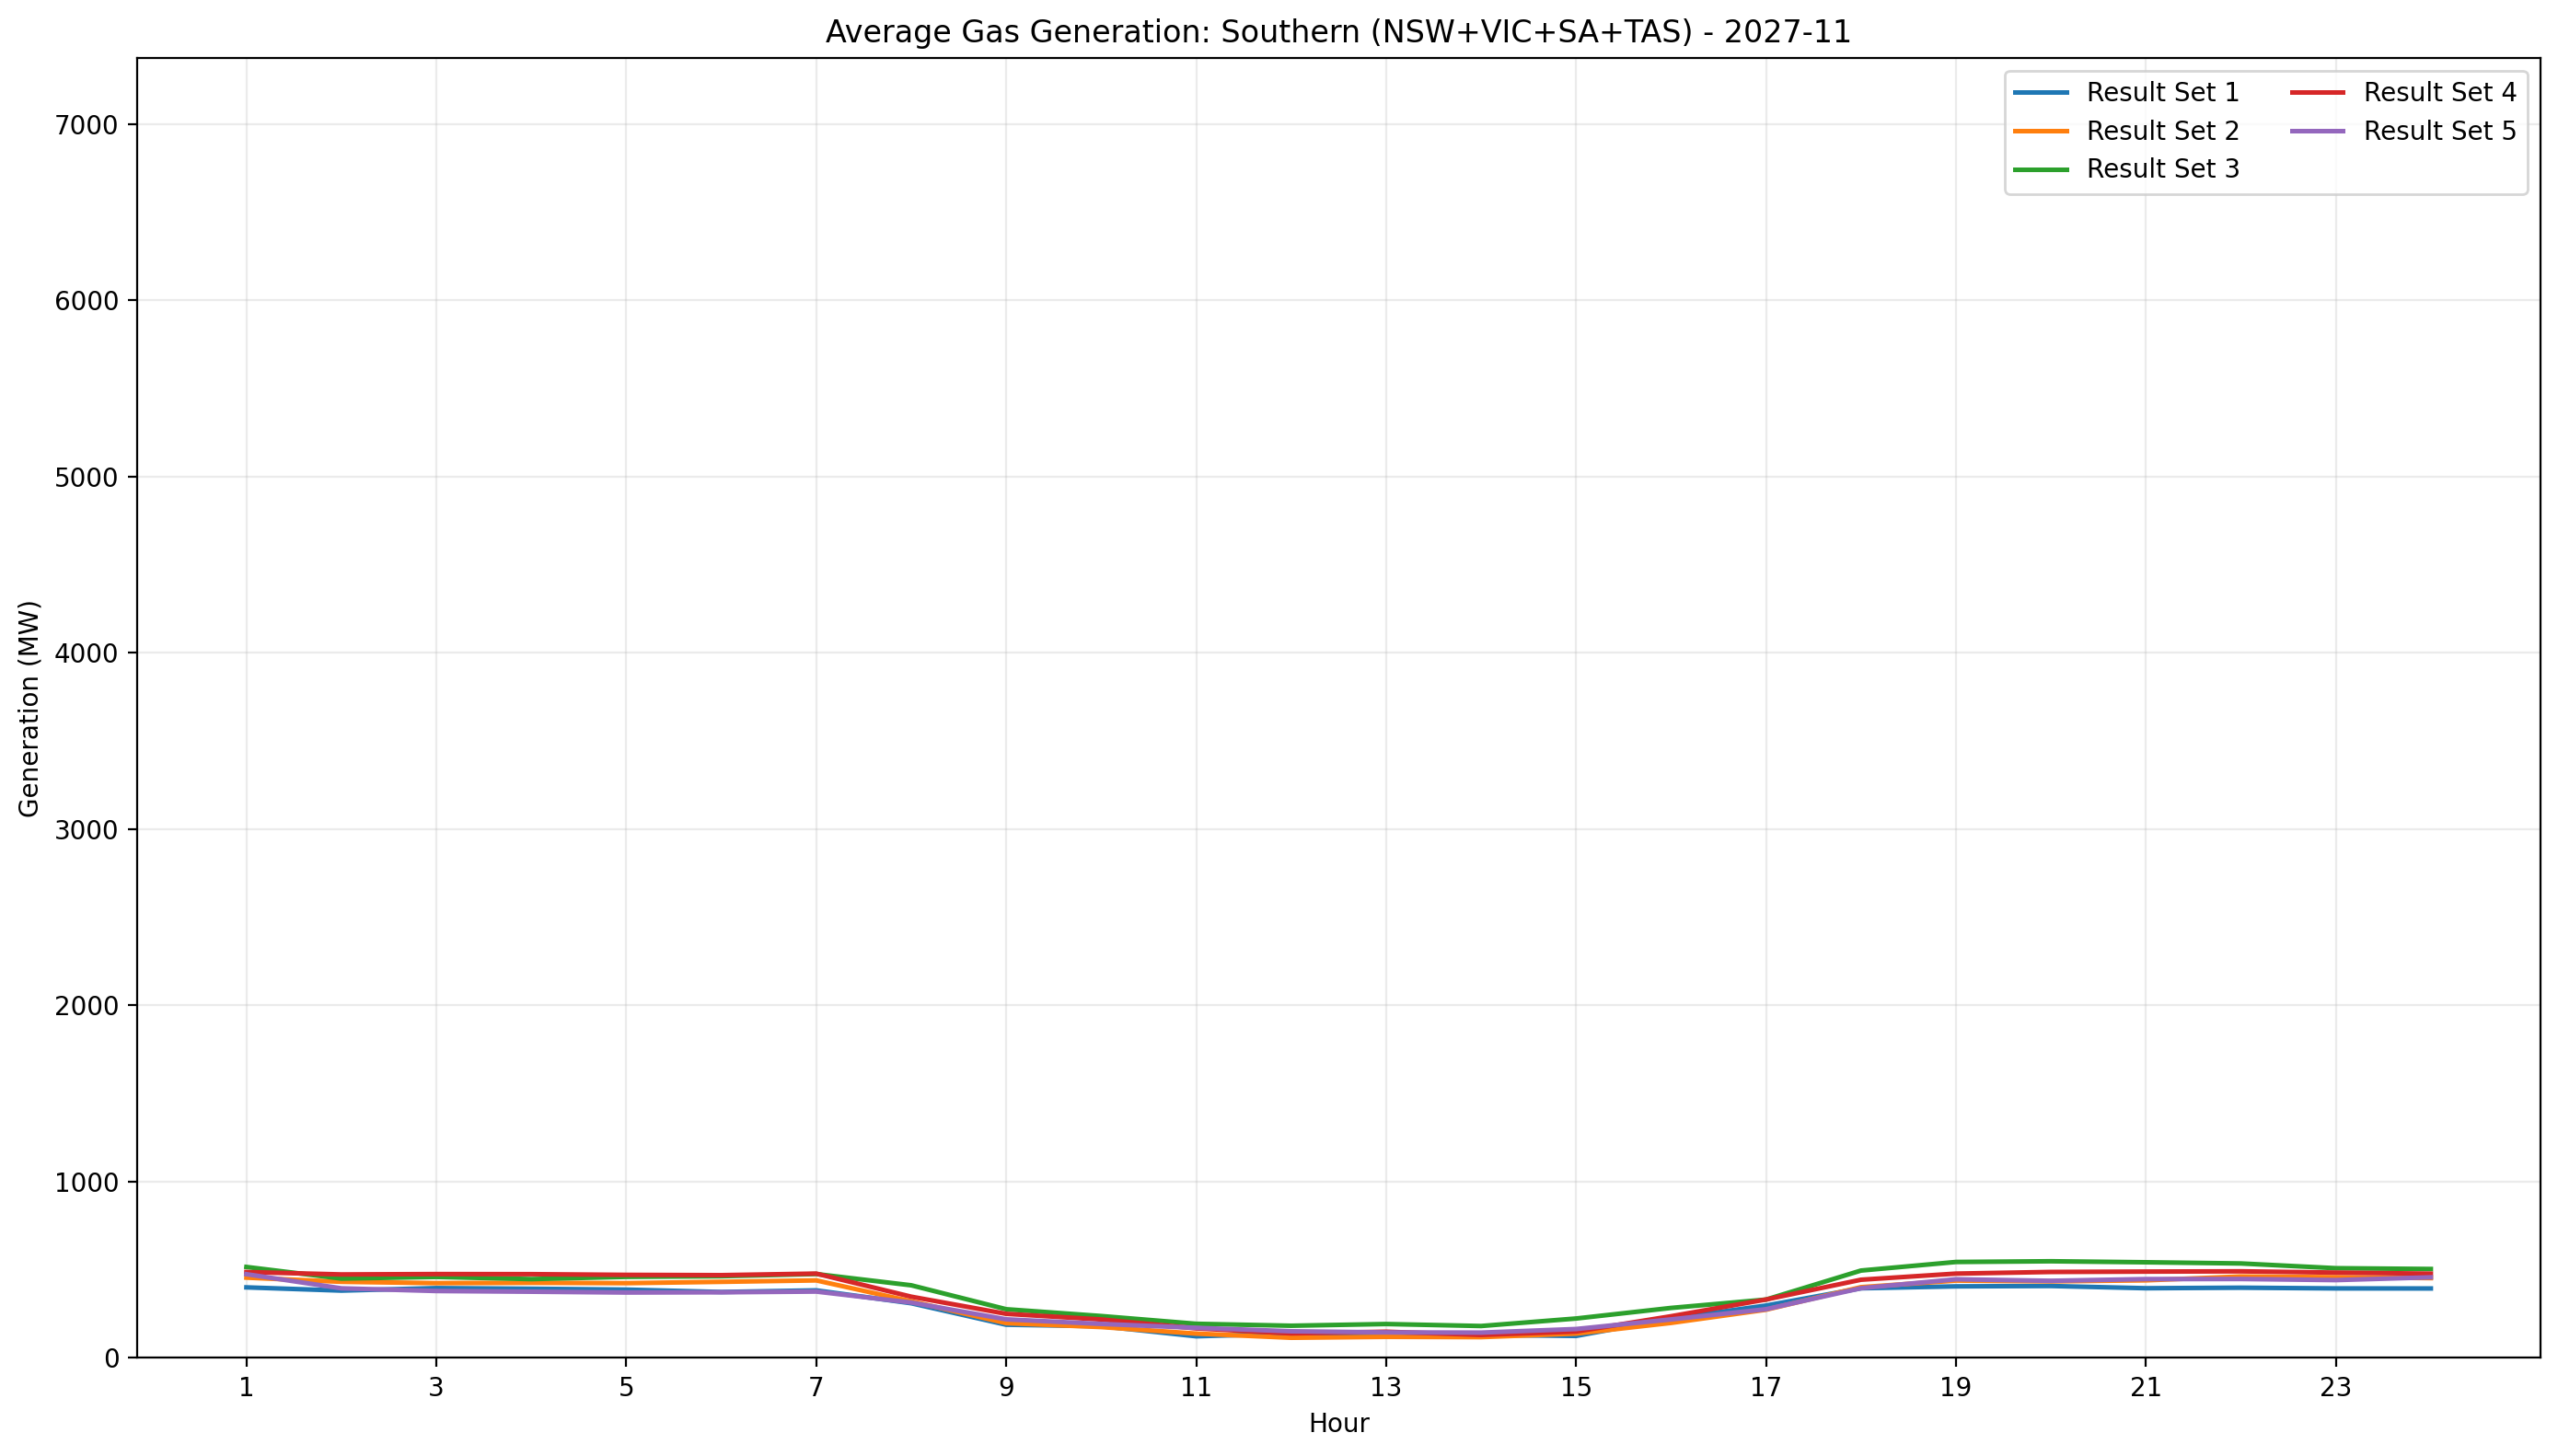 Average Gas Generation: Southern (NSW+VIC+SA+TAS) - 2027-11
Result Set 1
Result Set 2
Result Set 3
Result Set 4
Result Set 5
Generation (MW)
7000
6000
5000
4000
3000
2000
1000
0
1 3 5 7 9 11 13 15 17 19 21 23
Hour